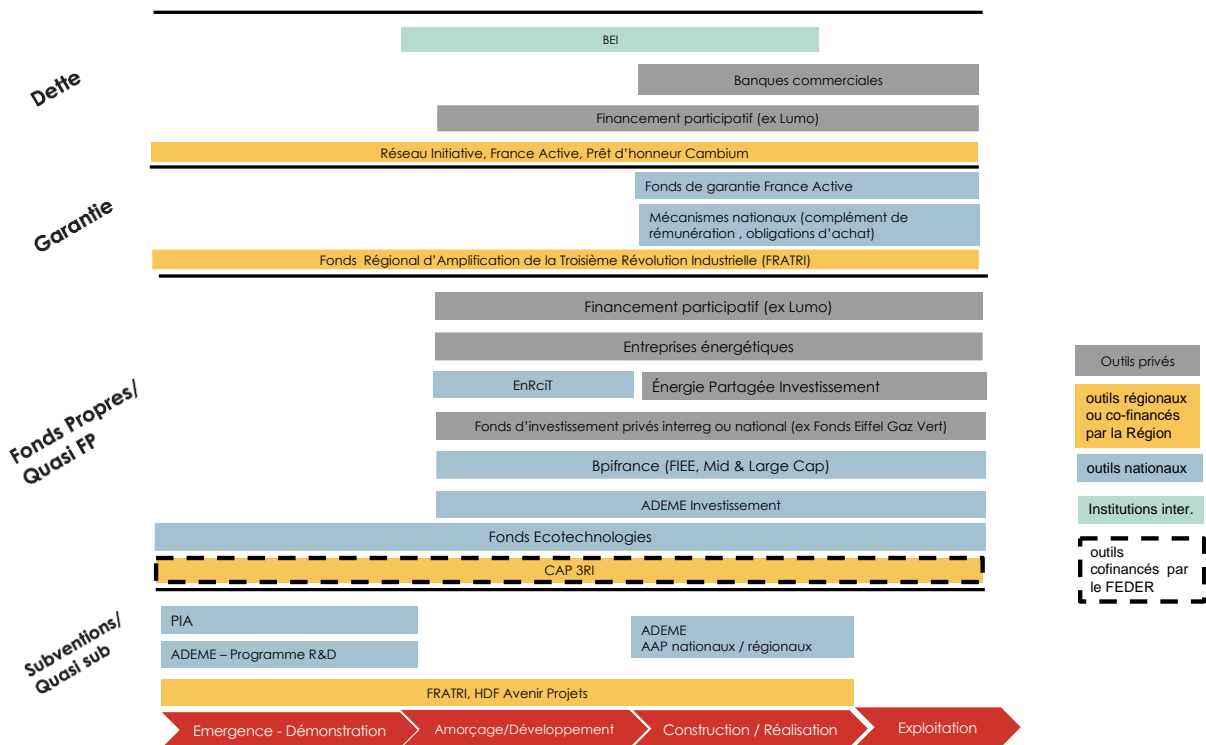 Dette
BEI
Banques commerciales
Financement participatif (ex Lumo)
Réseau Initiative, France Active, Prêt d'honneur Cambium
Garantie
Fonds de garantie France Active
Mécanismes nationaux (complément de
rémunération , obligations d'achat)
Fonds Régional d'Amplification de la Troisième Révolution Industrielle (FRATRI)
Fonds Propres/
Quasi FP
Financement participatif (ex Lumo)
Entreprises énergétiques
EnRciT
Énergie Partagée Investissement
Fonds d'investissement privés interreg ou national (ex Fonds Eiffel Gaz Vert)
Bpifrance (FIEE, Mid & Large Cap)
ADEME Investissement
Fonds Ecotechnologies
CAP 3RI
Subventions/
Quasi sub
PIA
ADEME – Programme R&D
ADEME
AAP nationaux / régionaux
FRATRI, HDF Avenir Projets
Emergence - Démonstration
Amorçage/Développement
Construction / Réalisation
Exploitation
Outils privés
outils régionaux
ou co-financés
par la Région
outils nationaux
Institutions inter.
outils
cofinancés par
le FEDER